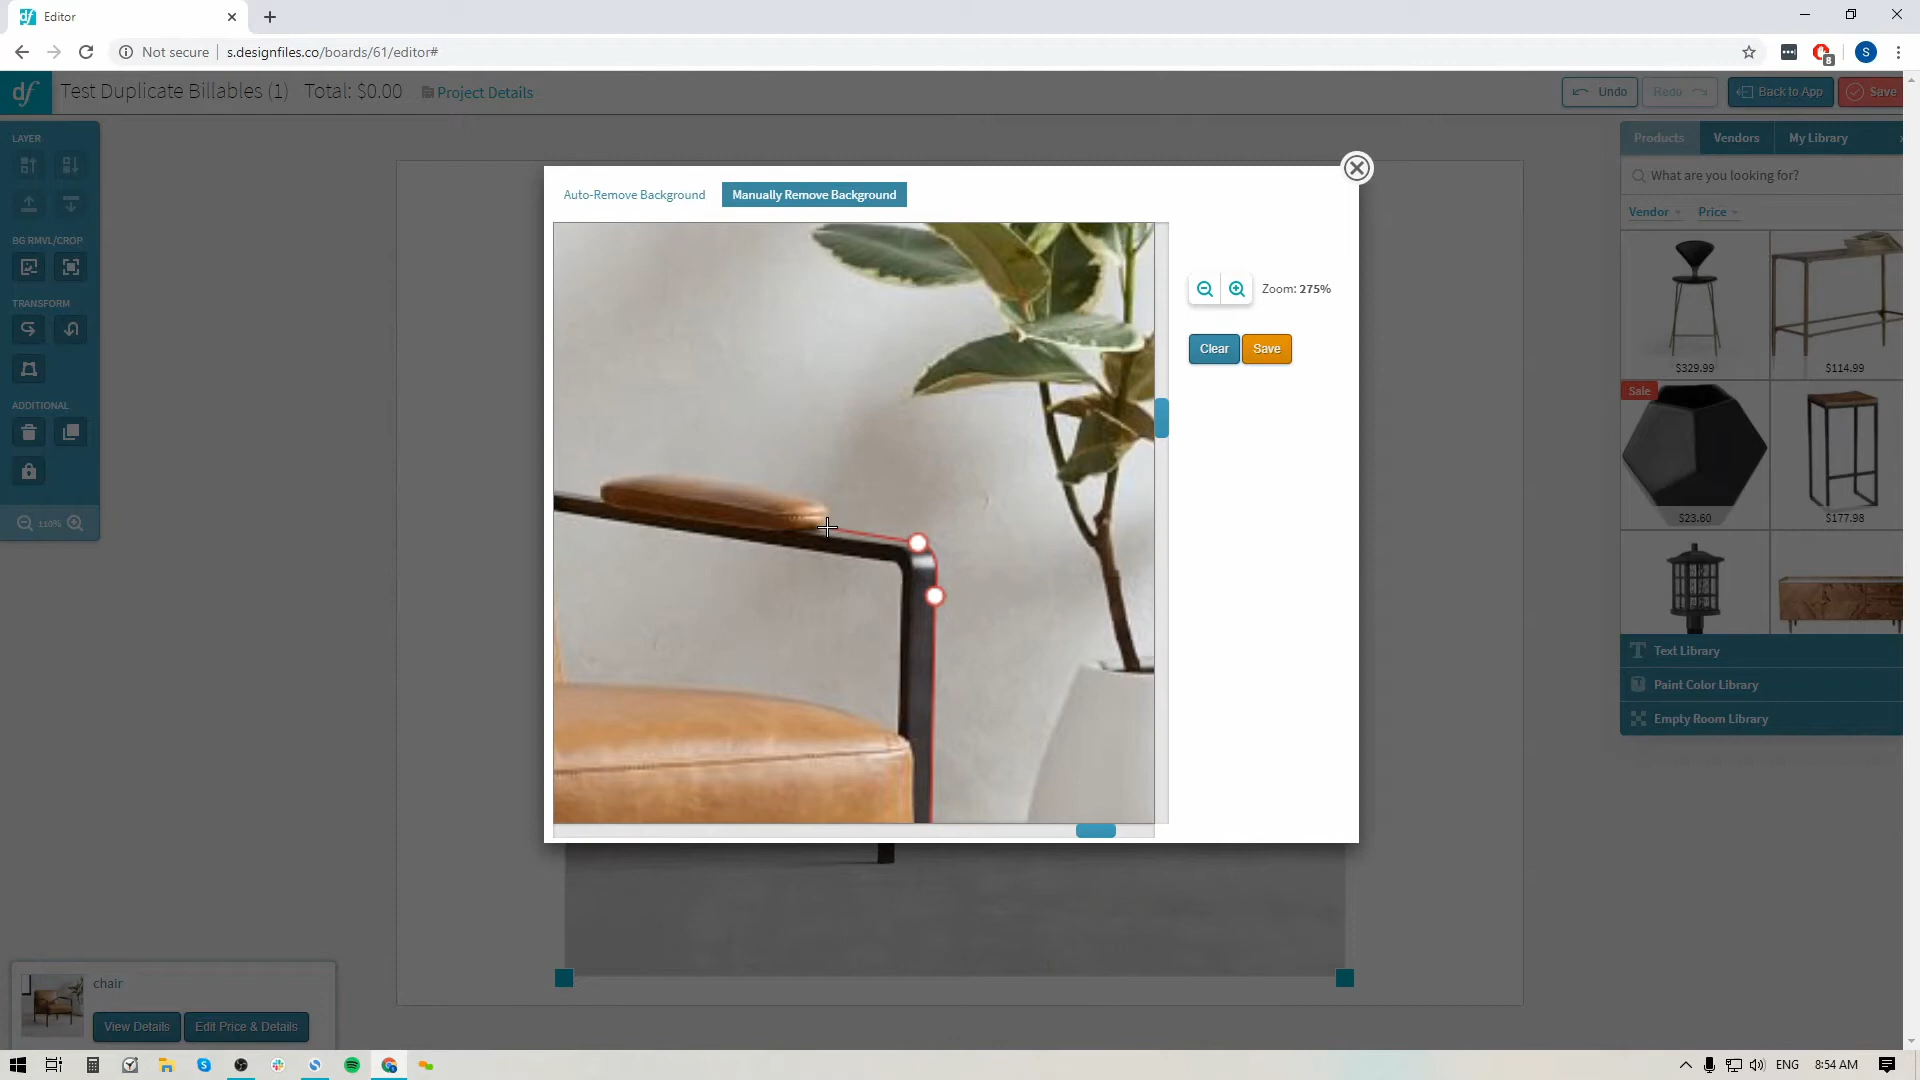 df Editor
Not secure s.designfiles.co/boards/61/editor#
8
S
df Test Duplicate Billables (1) Total: $0.00 Project Details Undo Redo Back to App Save
LAYER
BG RMVL/CROP
TRANSFORM
ADDITIONAL
110%
Auto-Remove Background Manually Remove Background
Zoom: 275%
Clear Save
Products Vendors My Library
What are you looking for?
Vendor Price
$329.99 $114.99
Sale
$23.60 $177.98
Text Library
Paint Color Library
Empty Room Library
chair
View Details Edit Price & Details
ENG 8:54 AM